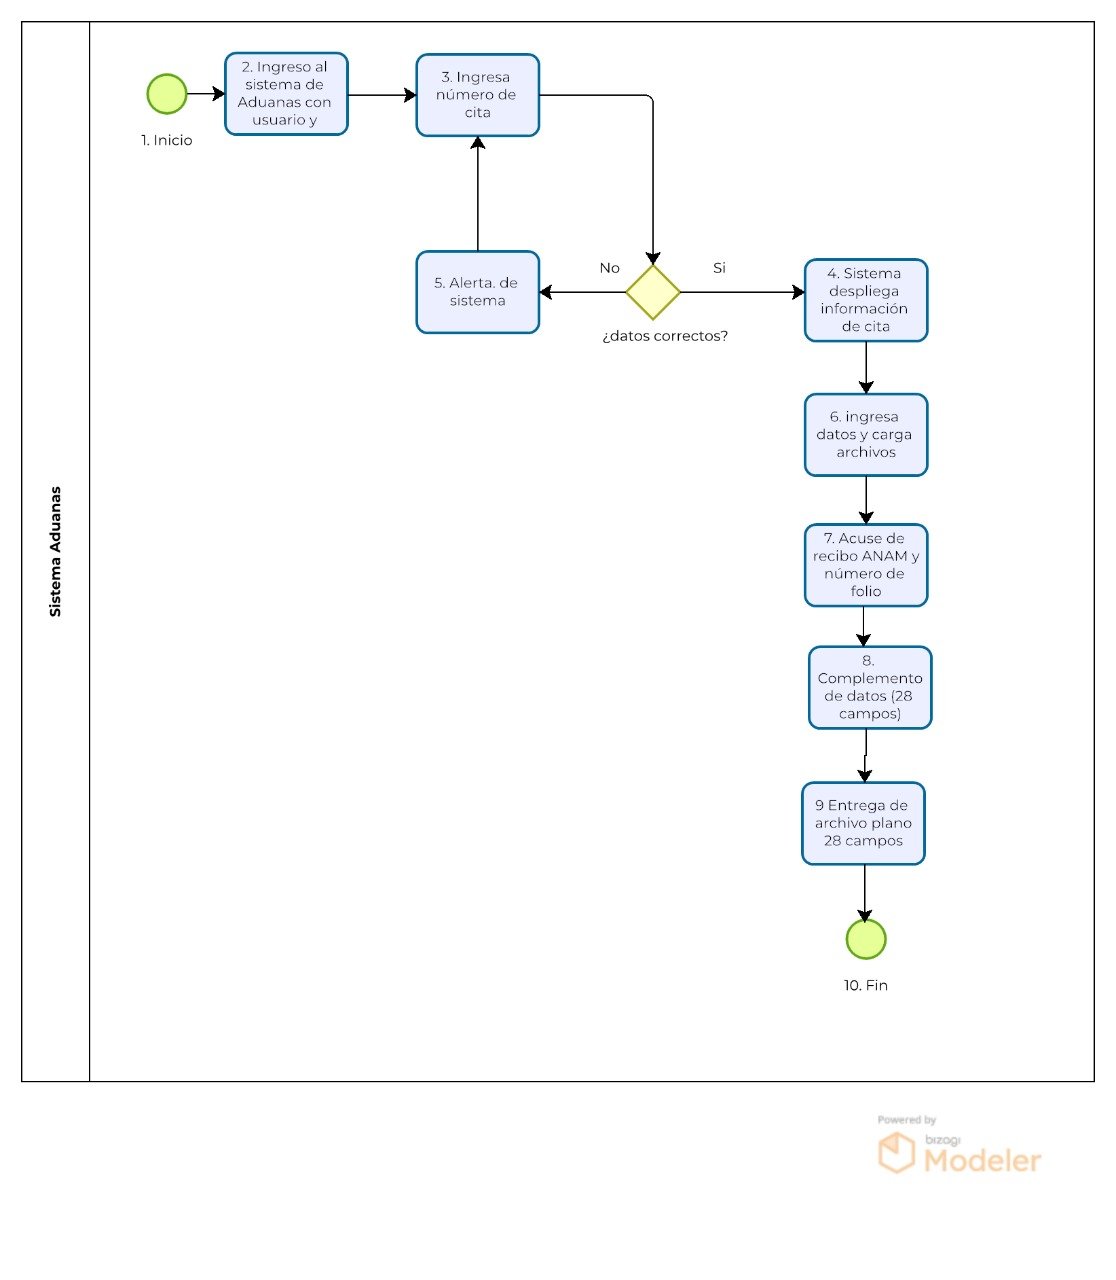 Sistema Aduanas
1. Inicio
2. Ingreso al
sistema de
Aduanas con
usuario y
3. Ingresa
número de
cita
5. Alerta. de
sistema
No
Si
¿datos correctos?
4. Sistema
despliega
información
de cita
6. ingresa
datos y carga
archivos
7. Acuse de
recibo ANAM y
número de
folio
8.
Complemento
de datos (28
campos)
9 Entrega de
archivo plano
28 campos
10. Fin
Powered by
bizagi
Modeler